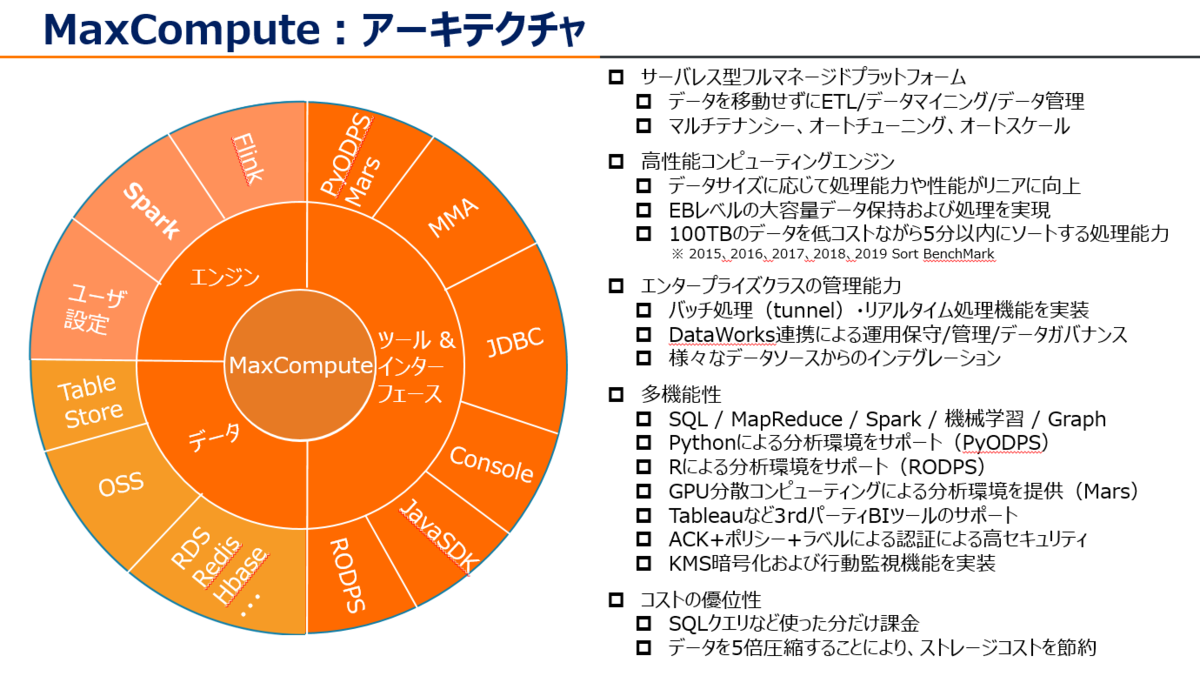 MaxCompute：アーキテクチャ
Flink
PyODPS
Mars
Spark
MMA
エンジン
ユーザ
設定
MaxCompute
ツール &
インター
フェース
JDBC
Table
Store
データ
OSS
Console
RDS
Redis
Hbase
・・・
RODPS
JavaSDK
サーバレス型フルマネージドプラットフォーム
データを移動せずにETL/データマイニング/データ管理
マルチテナンシー、オートチューニング、オートスケール
高性能コンピューティングエンジン
データサイズに応じて処理能力や性能がリニアに向上
EBレベルの大容量データ保持および処理を実現
100TBのデータを低コストながら5分以内にソートする処理能力
※ 2015、2016、2017、2018、2019 Sort BenchMark
エンタープライズクラスの管理能力
バッチ処理（tunnel）・リアルタイム処理機能を実装
DataWorks連携による運用保守/管理/データガバナンス
様々なデータソースからのインテグレーション
多機能性
SQL / MapReduce / Spark / 機械学習 / Graph
Pythonによる分析環境をサポート（PyODPS）
Rによる分析環境をサポート（RODPS）
GPU分散コンピューティングによる分析環境を提供（Mars）
Tableauなど3rdパーティBIツールのサポート
ACK+ポリシー+ラベルによる認証による高セキュリティ
KMS暗号化および行動監視機能を実装
コストの優位性
SQLクエリなど使った分だけ課金
データを5倍圧縮することにより、ストレージコストを節約